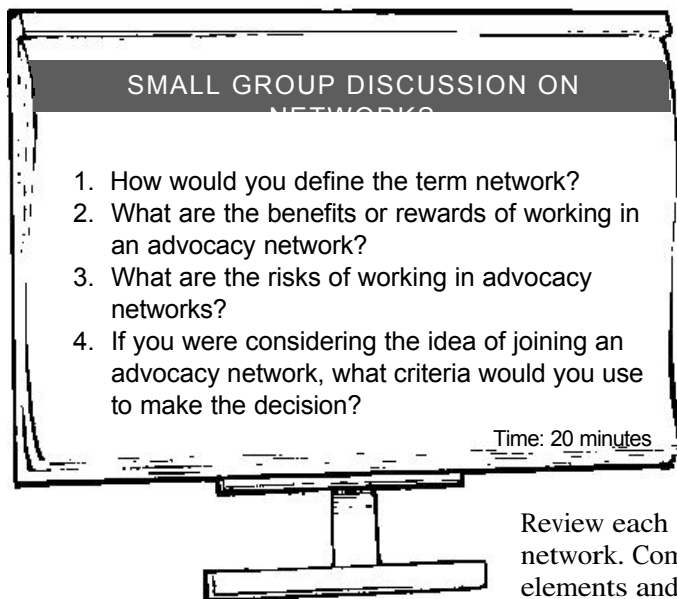 SMALL GROUP DISCUSSION ON
NETWORKS
1. How would you define the term network?
2. What are the benefits or rewards of working in
an advocacy network?
3. What are the risks of working in advocacy
networks?
4. If you were considering the idea of joining an
advocacy network, what criteria would you use
to make the decision?
Time: 20 minutes
Review each
network. Com
elements and